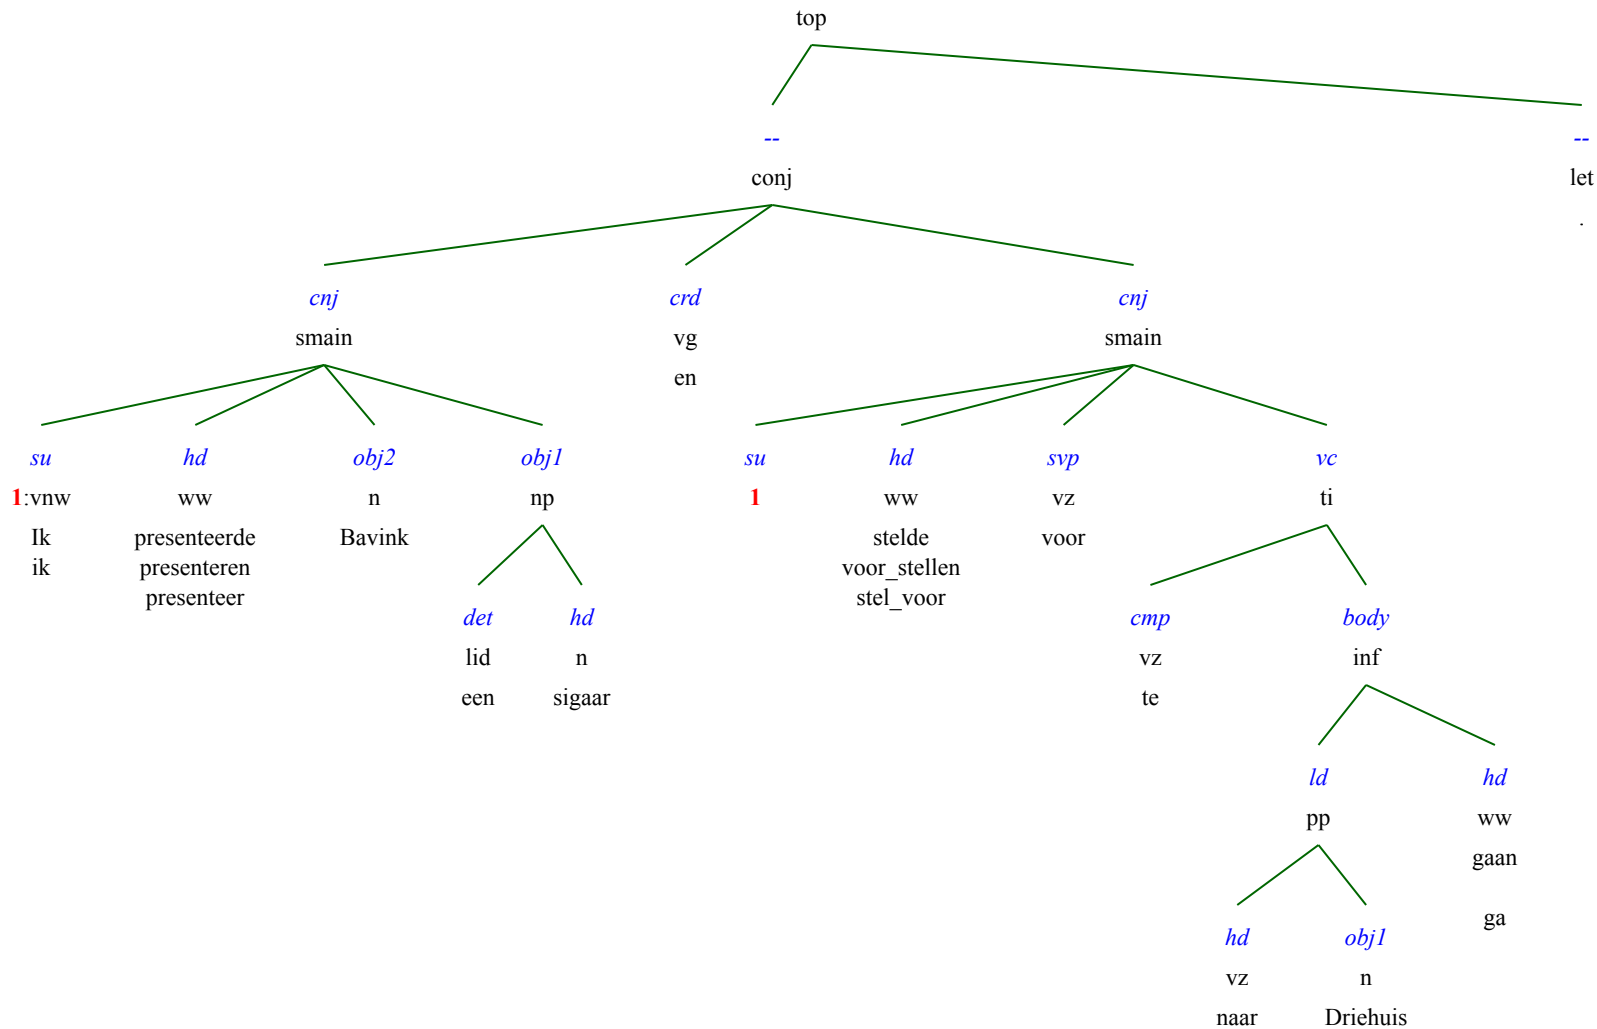 top
-- --
conj let
.
cnj crd cnj
smain vg smain
en
su hd obj2 obj1 su hd svp vc
1:vnw ww n np 1 ww vz ti
Ik presenteerde Bavink stelde voor
ik presenteren voor_stellen
presenteer stel_voor
det hd cmp body
lid n vz inf
een sigaar te
ld hd
pp ww
gaan
ga
hd obj1
vz n
naar Driehuis